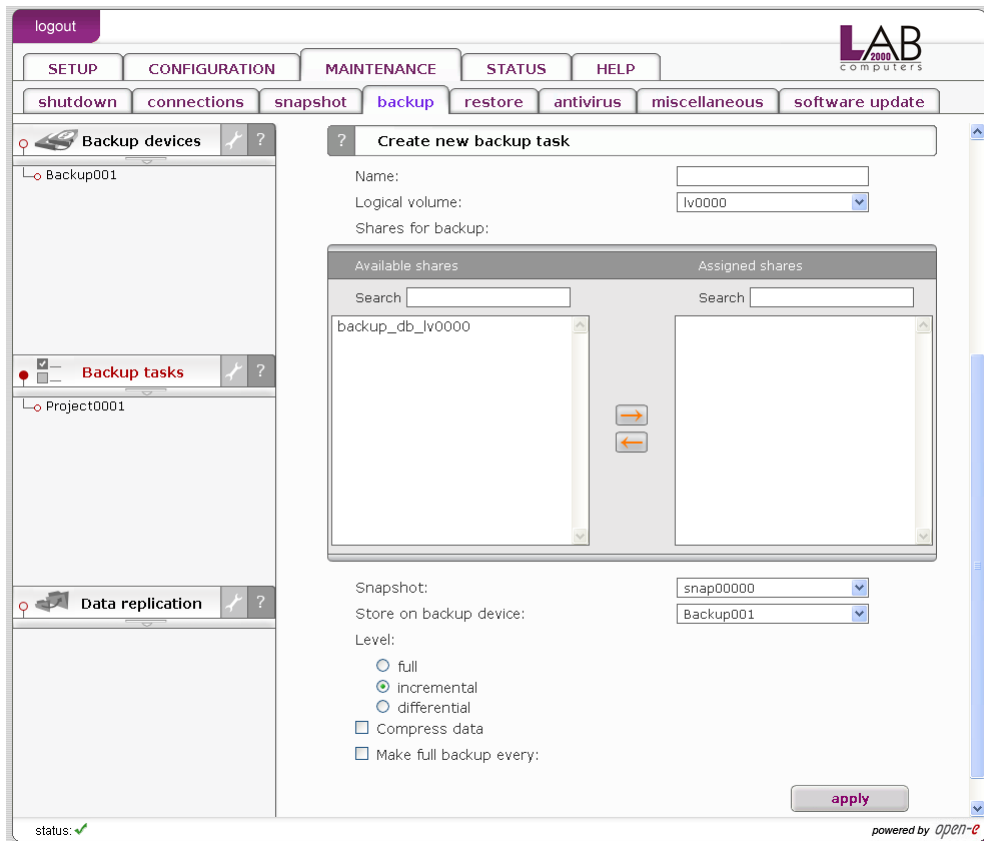 logout
LAB
2000
computers
SETUP CONFIGURATION MAINTENANCE STATUS HELP
shutdown connections snapshot backup restore antivirus miscellaneous software update
Backup devices ?
Backup001
Backup tasks ?
Project0001
Data replication ?
? Create new backup task
Name:
Logical volume: lv0000
Shares for backup:
Available shares Assigned shares
Search Search
backup_db_lv0000
Snapshot: snap00000
Store on backup device: Backup001
Level:
full
incremental
differential
Compress data
Make full backup every:
apply
status: powered by open-e